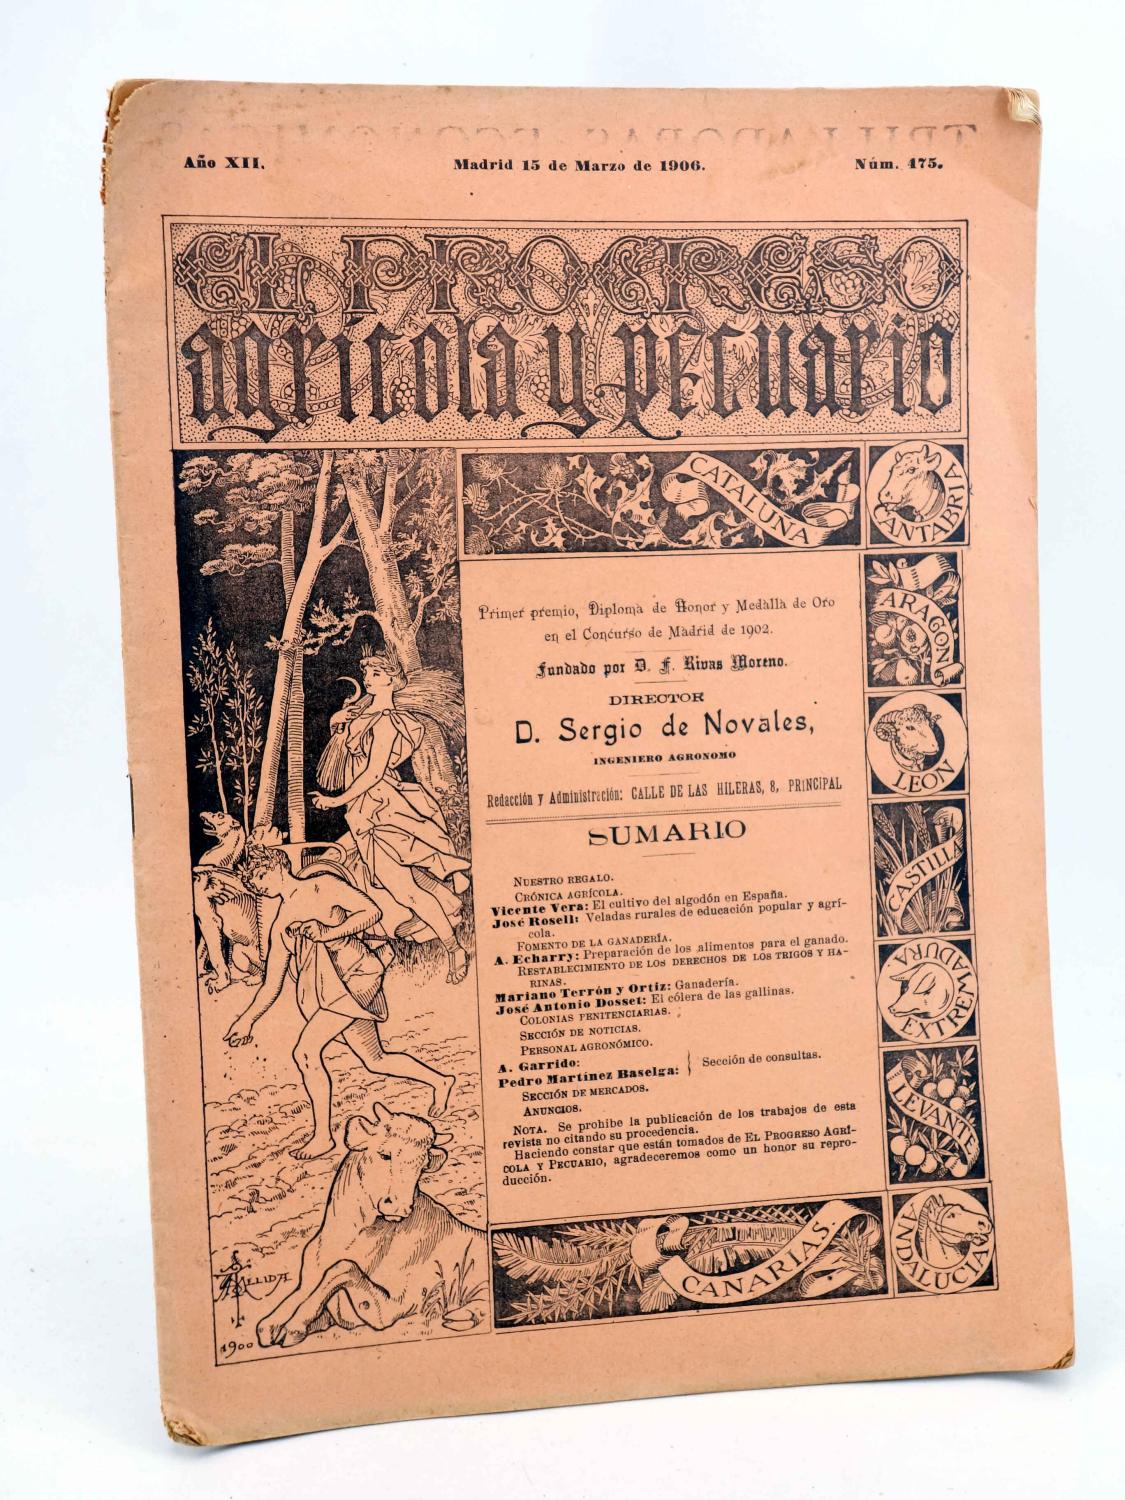 TRILLADORAS ECONOMICAS
Año XII. Madrid 15 de Marzo de 1906. Núm. 475.
El PROGRESO
agrícola y pecuario
CATALUNA
CANTABRIA
ARAGON
LEON
CASTILLA
EXTREMADURA
LEVANTE
ANDALUCIA
CANARIAS.
Primer premio, Diploma de Honor y Medalla de Oro
en el Concurso de Madrid de 1902.
Fundado por D. F. Rivas Moreno.
DIRECTOR
D. Sergio de Novales,
INGENIERO AGRONOMO
Redacción y Administración: CALLE DE LAS HILERAS, 8, PRINCIPAL
SUMARIO
NUESTRO REGALO.
CRÓNICA AGRÍCOLA.
Vicente Vera: El cultivo del algodón en España.
José Rosell: Veladas rurales de educación popular y agrí-
cola.
FOMENTO DE LA GANADERÍA.
A. Echarry: Preparación de los alimentos para el ganado.
RESTABLECIMIENTO DE LOS DERECHOS DE LOS TRIGOS Y HA-
RINAS.
Mariano Terrón y Ortiz: Ganadería.
José Antonio Dosset: El cólera de las gallinas.
COLONIAS PENITENCIARIAS.
SECCIÓN DE NOTICIAS.
PERSONAL AGRONÓMICO.
A. Garrido:
Pedro Martínez Baselga: } Sección de consultas.
SECCIÓN DE MERCADOS.
ANUNCIOS.
NOTA. Se prohibe la publicación de los trabajos de esta
revista no citando su procedencia.
Haciendo constar que están tomados de EL PROGRESO AGRÍ-
COLA Y PECUARIO, agradeceremos como un honor su repro-
ducción.
MELLIDA
1900